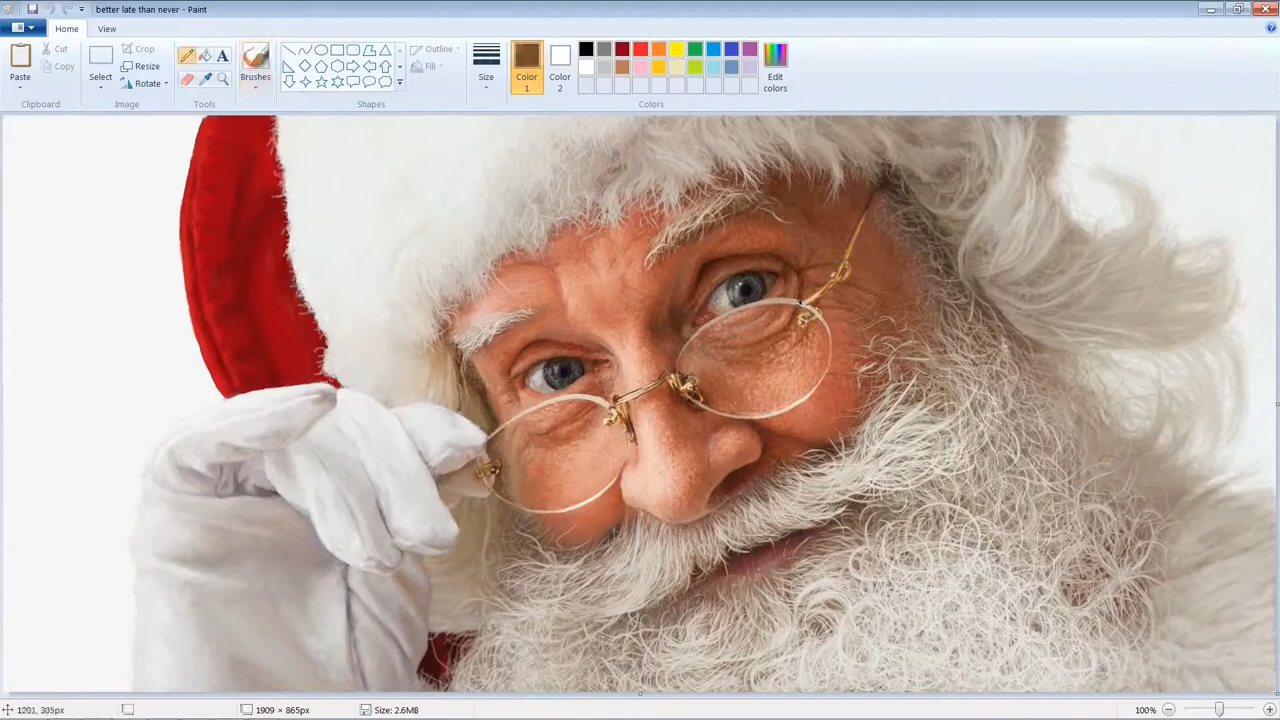 better late than never - Paint
Home
View
Paste
Cut
Copy
Clipboard
Select
Crop
Resize
Rotate
Image
A
Tools
Brushes
Outline
Fill
Shapes
Size
Color
1
Color
2
Edit
colors
Colors
1201, 305px
1909 × 865px
Size: 2.6MB
100%